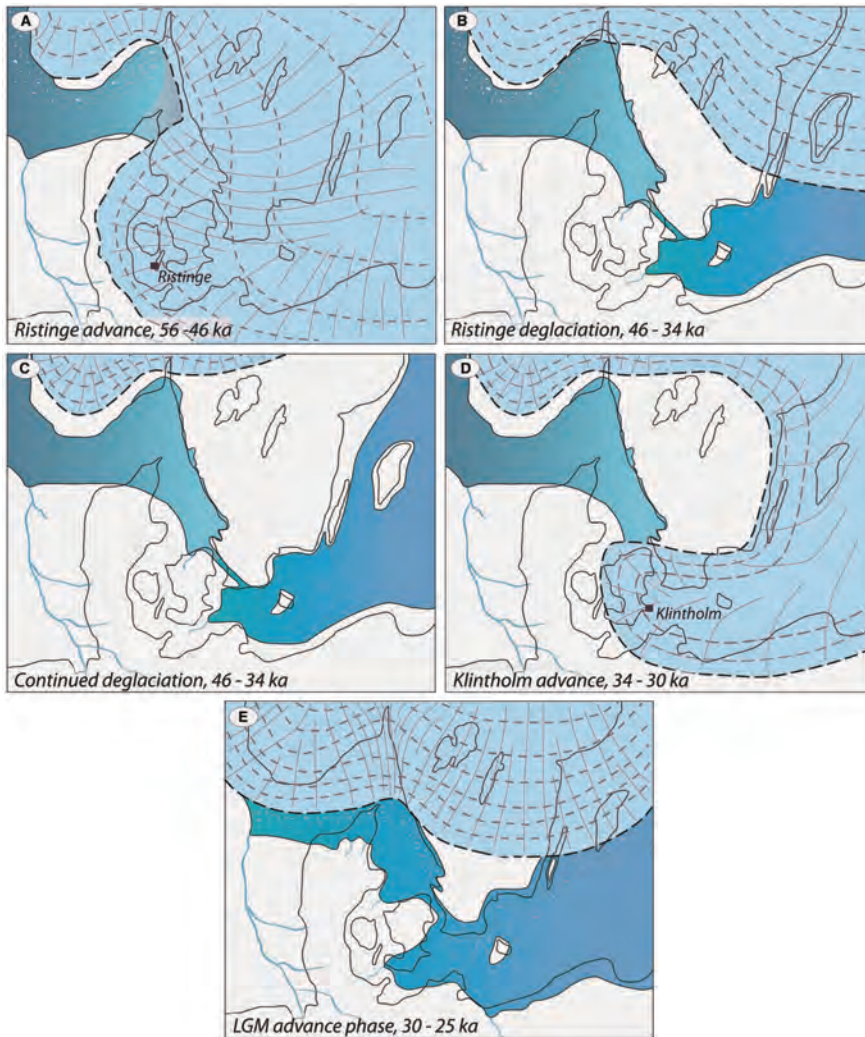 A
Ristinge
Ristinge advance, 56 - 46 ka
B
Ristinge deglaciation, 46 - 34 ka
C
Continued deglaciation, 46 - 34 ka
D
Klintholm
Klintholm advance, 34 - 30 ka
E
LGM advance phase, 30 - 25 ka